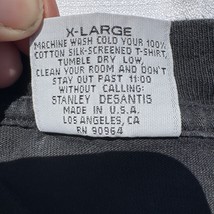 X-LARGE
MACHINE WASH COLD YOUR 100%
COTTON SILK-SCREENED T-SHIRT,
TUMBLE DRY LOW,
CLEAN YOUR ROOM AND DON'T
STAY OUT PAST 11:00
WITHOUT CALLING:
STANLEY DESANTIS
MADE IN U.S.A.
LOS ANGELES, CA
RN 90964